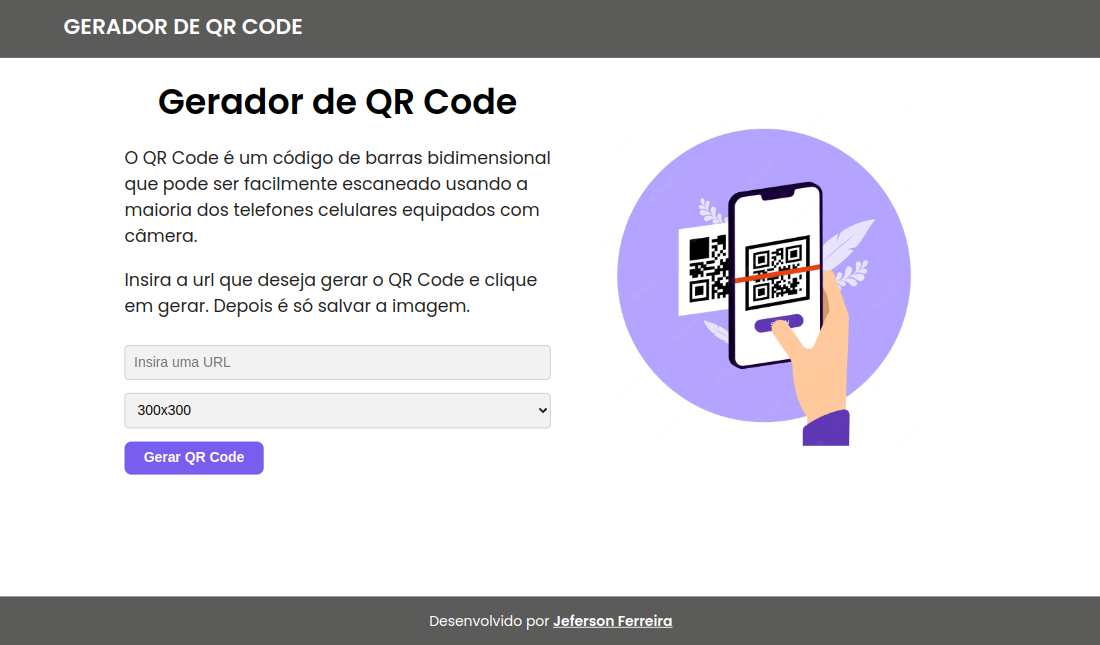 GERADOR DE QR CODE
Gerador de QR Code
O QR Code é um código de barras bidimensional
que pode ser facilmente escaneado usando a
maioria dos telefones celulares equipados com
câmera.
Insira a url que deseja gerar o QR Code e clique
em gerar. Depois é só salvar a imagem.
Insira uma URL
300x300
Gerar QR Code
Desenvolvido por Jeferson Ferreira